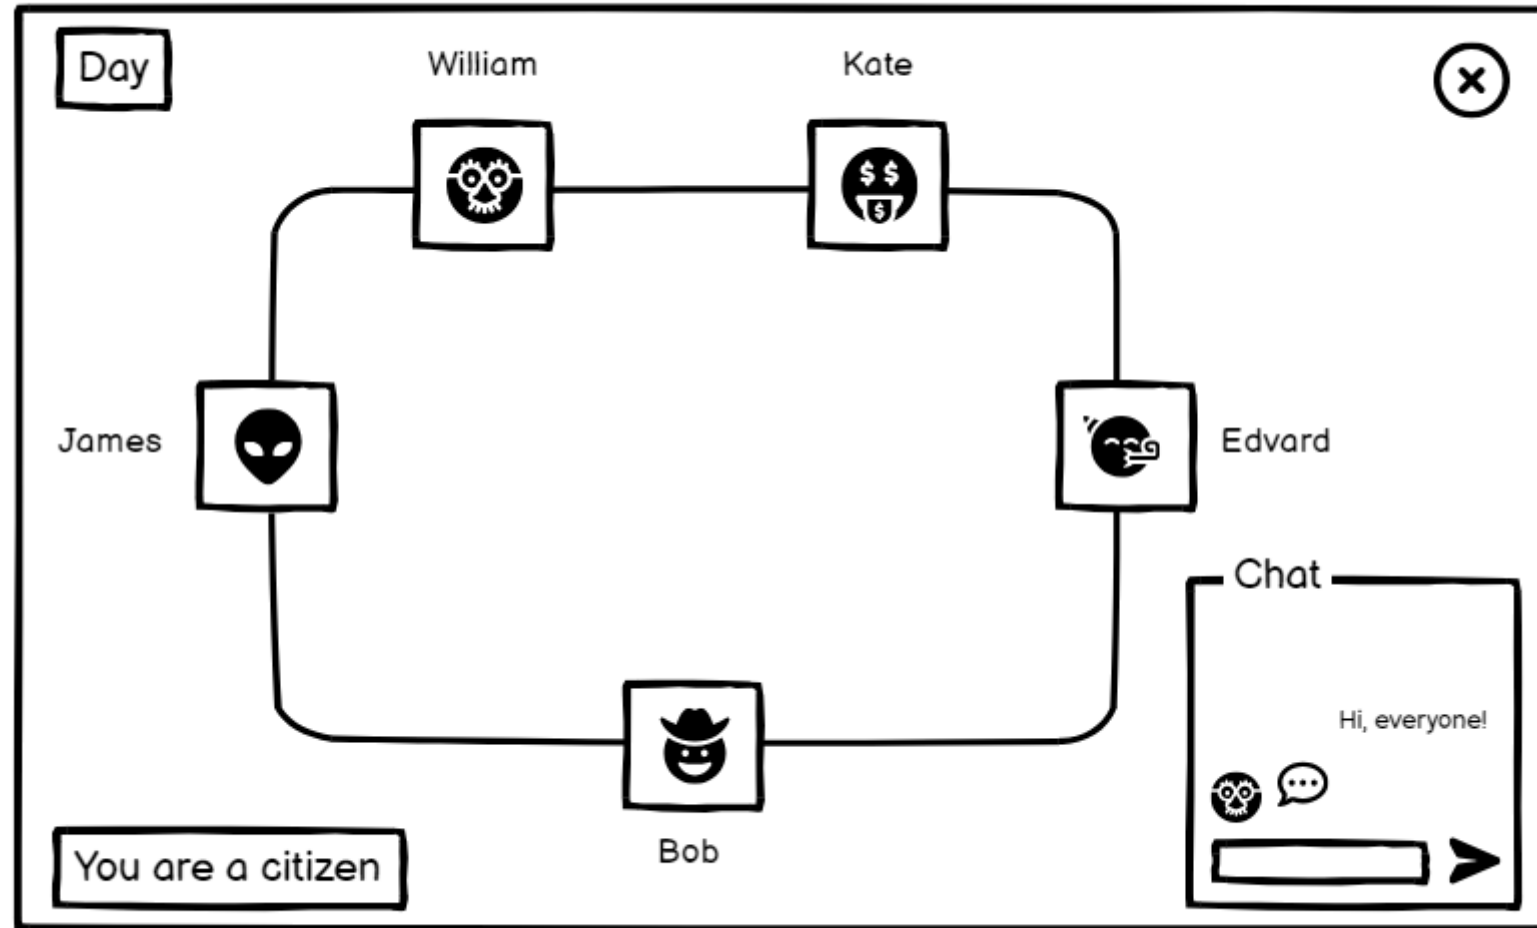 Day
William
Kate
$ $
$
James
Edvard
Chat
Hi, everyone!
Bob
You are a citizen